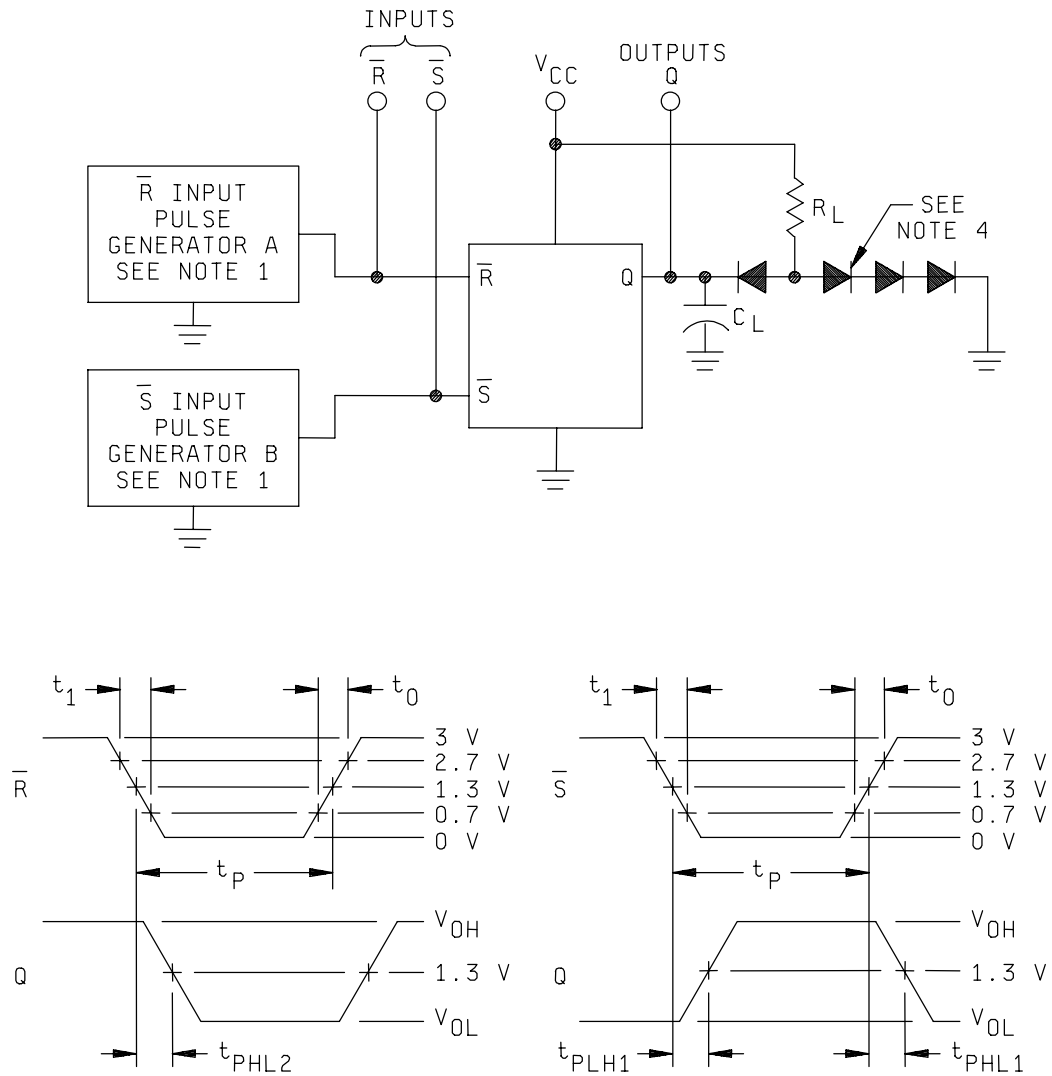 INPUTS
R̅ S̅
VCC
OUTPUTS
Q
R̅ INPUT
PULSE
GENERATOR A
SEE NOTE 1
RL
SEE
NOTE 4
R̅
Q
CL
S̅ INPUT
PULSE
GENERATOR B
SEE NOTE 1
S̅
t1
t0
3 V
2.7 V
R̅
1.3 V
0.7 V
0 V
tP
VOH
Q
1.3 V
VOL
tPHL2
t1
t0
3 V
2.7 V
S̅
1.3 V
0.7 V
0 V
tP
VOH
Q
1.3 V
VOL
tPLH1
tPHL1